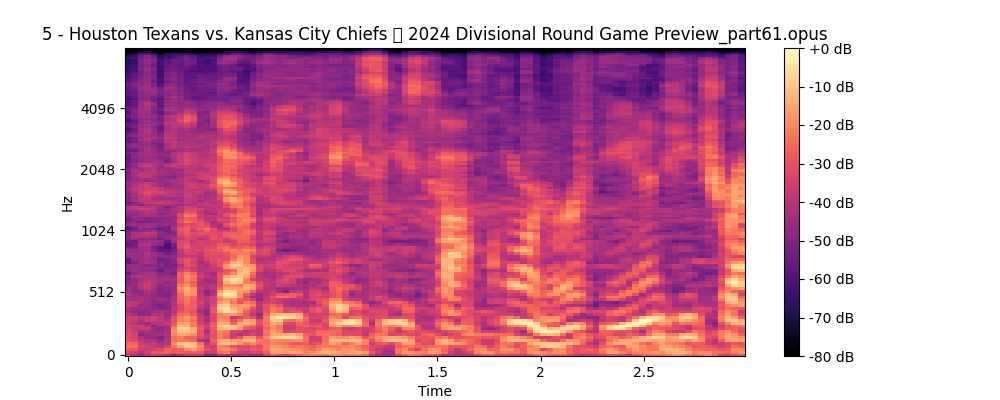 5 - Houston Texans vs. Kansas City Chiefs 2024 Divisional Round Game Preview_part61.opus
+0 dB
4096
-10 dB
-20 dB
2048
-30 dB
Hz
1024
-40 dB
-50 dB
512
-60 dB
-70 dB
0
-80 dB
0 0.5 1 1.5 2 2.5
Time